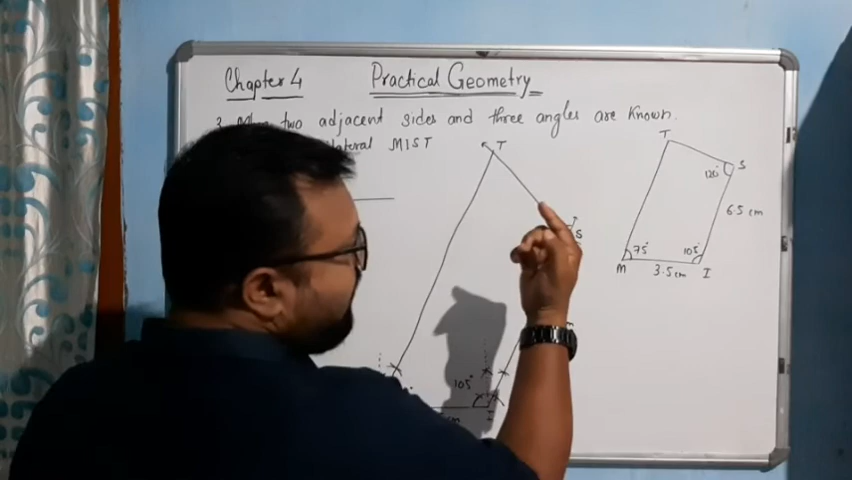 Chapter 4 Practical Geometry
two adjacent sides and three angles are known.
MIST
T
S
105°
I
T
S
120°
6.5 cm
75°
105°
M
3.5 cm
I